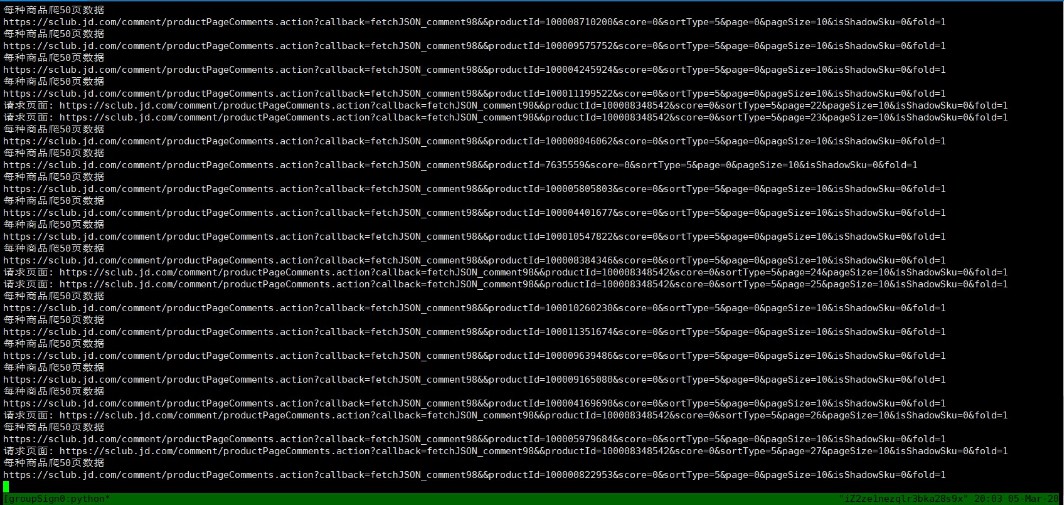 每种商品爬50页数据
https://sclub.jd.com/comment/productPageComments.action?callback=fetchJSON_comment98&&productId=100008710200&score=0&sortType=5&page=0&pageSize=10&isShadowSku=0&fold=1
每种商品爬50页数据
https://sclub.jd.com/comment/productPageComments.action?callback=fetchJSON_comment98&&productId=100009575752&score=0&sortType=5&page=0&pageSize=10&isShadowSku=0&fold=1
每种商品爬50页数据
https://sclub.jd.com/comment/productPageComments.action?callback=fetchJSON_comment98&&productId=100004245924&score=0&sortType=5&page=0&pageSize=10&isShadowSku=0&fold=1
每种商品爬50页数据
https://sclub.jd.com/comment/productPageComments.action?callback=fetchJSON_comment98&&productId=100011199522&score=0&sortType=5&page=0&pageSize=10&isShadowSku=0&fold=1
请求页面: https://sclub.jd.com/comment/productPageComments.action?callback=fetchJSON_comment98&&productId=100008348542&score=0&sortType=5&page=22&pageSize=10&isShadowSku=0&fold=1
请求页面: https://sclub.jd.com/comment/productPageComments.action?callback=fetchJSON_comment98&&productId=100008348542&score=0&sortType=5&page=23&pageSize=10&isShadowSku=0&fold=1
每种商品爬50页数据
https://sclub.jd.com/comment/productPageComments.action?callback=fetchJSON_comment98&&productId=100008046062&score=0&sortType=5&page=0&pageSize=10&isShadowSku=0&fold=1
每种商品爬50页数据
https://sclub.jd.com/comment/productPageComments.action?callback=fetchJSON_comment98&&productId=7635559&score=0&sortType=5&page=0&pageSize=10&isShadowSku=0&fold=1
每种商品爬50页数据
https://sclub.jd.com/comment/productPageComments.action?callback=fetchJSON_comment98&&productId=100005805803&score=0&sortType=5&page=0&pageSize=10&isShadowSku=0&fold=1
每种商品爬50页数据
https://sclub.jd.com/comment/productPageComments.action?callback=fetchJSON_comment98&&productId=100004401677&score=0&sortType=5&page=0&pageSize=10&isShadowSku=0&fold=1
每种商品爬50页数据
https://sclub.jd.com/comment/productPageComments.action?callback=fetchJSON_comment98&&productId=100010547822&score=0&sortType=5&page=0&pageSize=10&isShadowSku=0&fold=1
每种商品爬50页数据
https://sclub.jd.com/comment/productPageComments.action?callback=fetchJSON_comment98&&productId=100008384346&score=0&sortType=5&page=0&pageSize=10&isShadowSku=0&fold=1
请求页面: https://sclub.jd.com/comment/productPageComments.action?callback=fetchJSON_comment98&&productId=100008348542&score=0&sortType=5&page=24&pageSize=10&isShadowSku=0&fold=1
请求页面: https://sclub.jd.com/comment/productPageComments.action?callback=fetchJSON_comment98&&productId=100008348542&score=0&sortType=5&page=25&pageSize=10&isShadowSku=0&fold=1
每种商品爬50页数据
https://sclub.jd.com/comment/productPageComments.action?callback=fetchJSON_comment98&&productId=100010260230&score=0&sortType=5&page=0&pageSize=10&isShadowSku=0&fold=1
每种商品爬50页数据
https://sclub.jd.com/comment/productPageComments.action?callback=fetchJSON_comment98&&productId=100011351674&score=0&sortType=5&page=0&pageSize=10&isShadowSku=0&fold=1
每种商品爬50页数据
https://sclub.jd.com/comment/productPageComments.action?callback=fetchJSON_comment98&&productId=100009639486&score=0&sortType=5&page=0&pageSize=10&isShadowSku=0&fold=1
每种商品爬50页数据
https://sclub.jd.com/comment/productPageComments.action?callback=fetchJSON_comment98&&productId=100009165080&score=0&sortType=5&page=0&pageSize=10&isShadowSku=0&fold=1
每种商品爬50页数据
https://sclub.jd.com/comment/productPageComments.action?callback=fetchJSON_comment98&&productId=100004169690&score=0&sortType=5&page=0&pageSize=10&isShadowSku=0&fold=1
请求页面: https://sclub.jd.com/comment/productPageComments.action?callback=fetchJSON_comment98&&productId=100008348542&score=0&sortType=5&page=26&pageSize=10&isShadowSku=0&fold=1
每种商品爬50页数据
https://sclub.jd.com/comment/productPageComments.action?callback=fetchJSON_comment98&&productId=100005979684&score=0&sortType=5&page=0&pageSize=10&isShadowSku=0&fold=1
请求页面: https://sclub.jd.com/comment/productPageComments.action?callback=fetchJSON_comment98&&productId=100008348542&score=0&sortType=5&page=27&pageSize=10&isShadowSku=0&fold=1
每种商品爬50页数据
https://sclub.jd.com/comment/productPageComments.action?callback=fetchJSON_comment98&&productId=100000822953&score=0&sortType=5&page=0&pageSize=10&isShadowSku=0&fold=1
[groupSign0:python* "iZ2ze1nezqlr3bka28s9x" 20:03 05-Mar-20